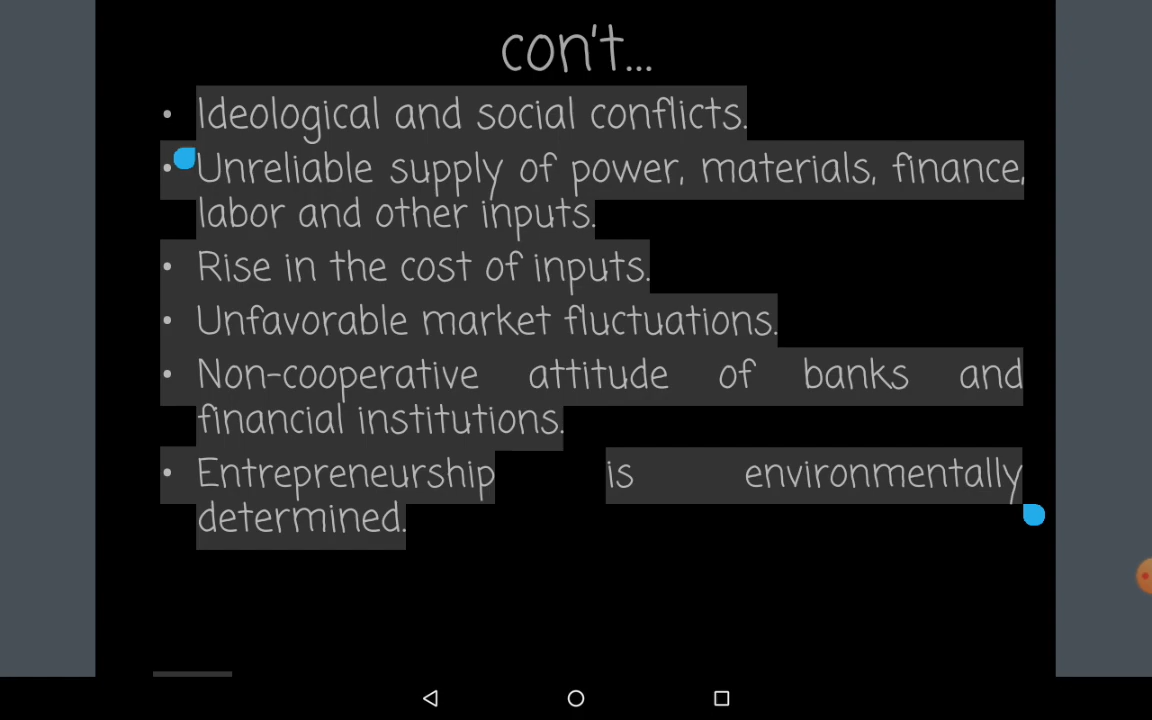 con't...
• Ideological and social conflicts.
• Unreliable supply of power, materials, finance,
labor and other inputs.
• Rise in the cost of inputs.
• Unfavorable market fluctuations.
• Non-cooperative attitude of banks and
financial institutions.
• Entrepreneurship is environmentally
determined.